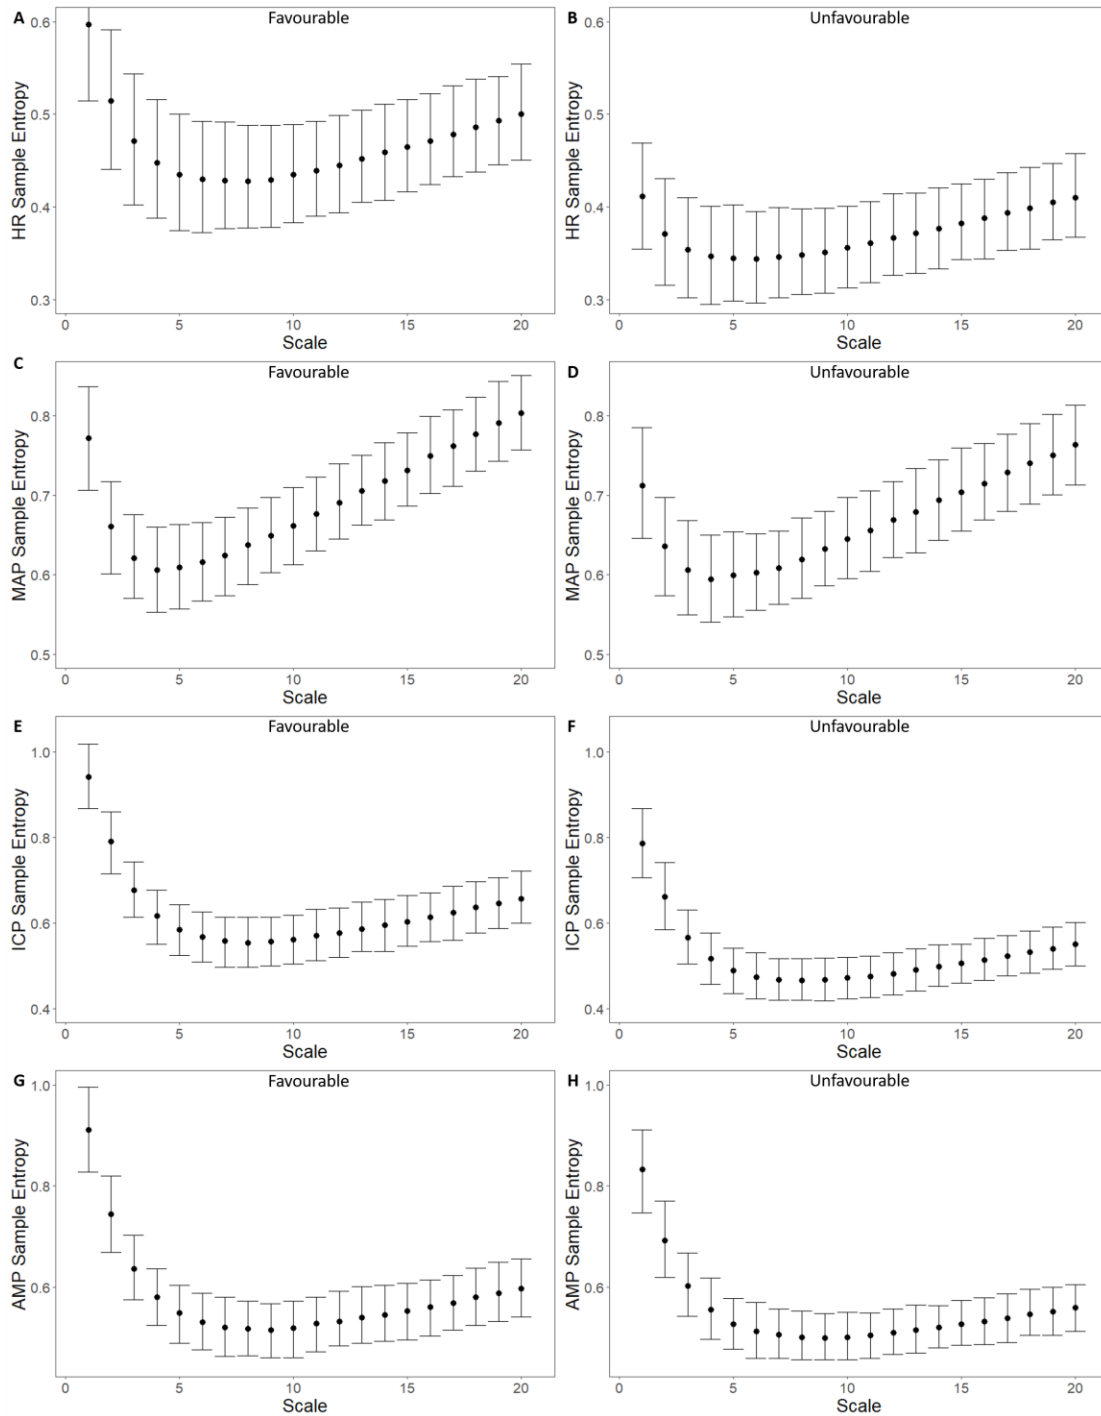 A Favourable
HR Sample Entropy
0.6
0.5
0.4
0.3
0 5 10 15 20
Scale
B Unfavourable
HR Sample Entropy
0.6
0.5
0.4
0.3
0 5 10 15 20
Scale
C Favourable
MAP Sample Entropy
0.8
0.7
0.6
0.5
0 5 10 15 20
Scale
D Unfavourable
MAP Sample Entropy
0.8
0.7
0.6
0.5
0 5 10 15 20
Scale
E Favourable
ICP Sample Entropy
1.0
0.8
0.6
0.4
0 5 10 15 20
Scale
F Unfavourable
ICP Sample Entropy
1.0
0.8
0.6
0.4
0 5 10 15 20
Scale
G Favourable
AMP Sample Entropy
1.0
0.8
0.6
0 5 10 15 20
Scale
H Unfavourable
AMP Sample Entropy
1.0
0.8
0.6
0 5 10 15 20
Scale